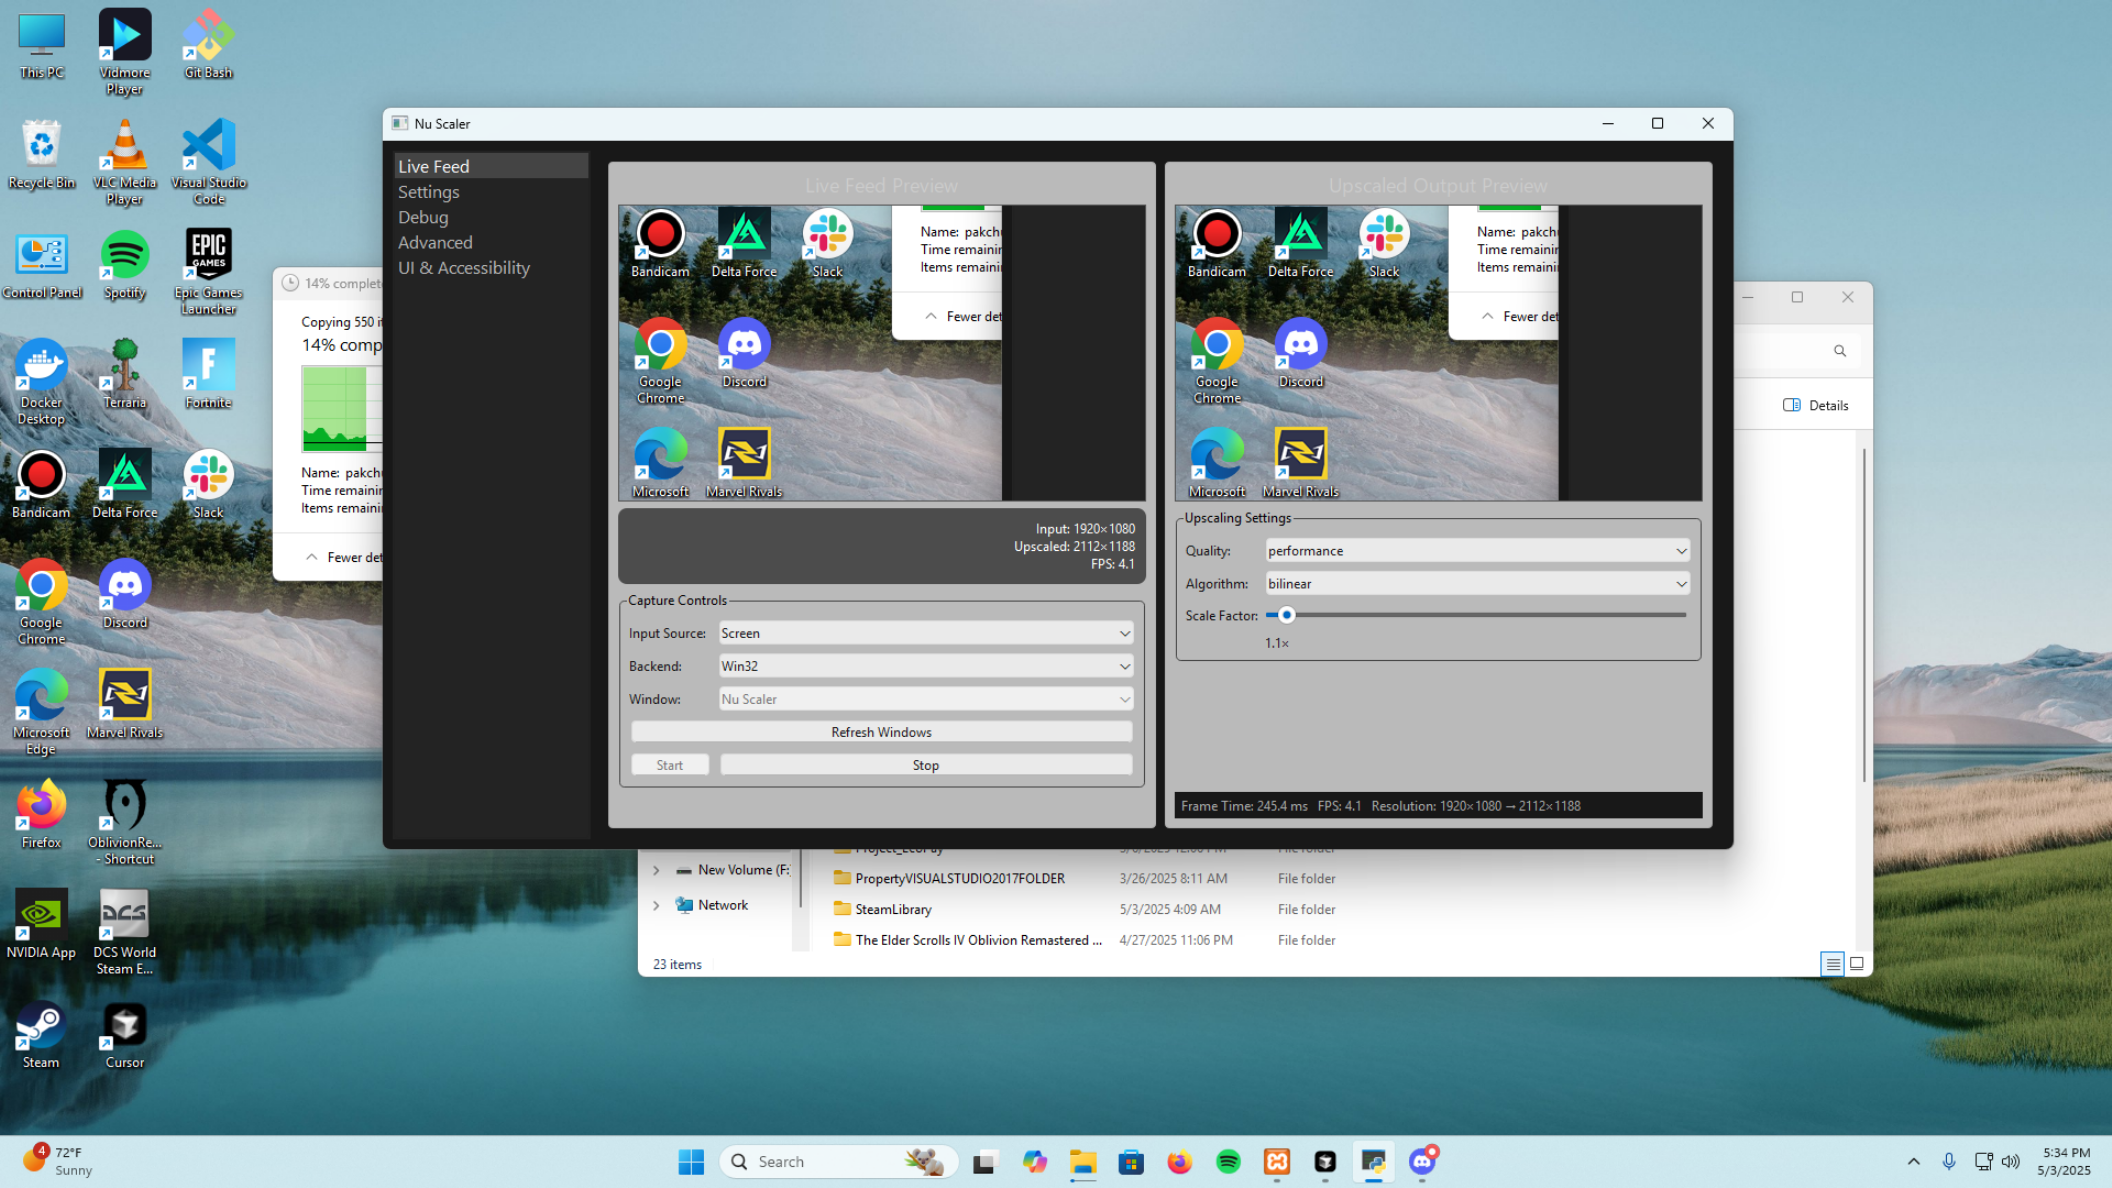 This PC
Vidmore
Player
Git Bash
Recycle Bin
VLC Media
Player
Visual Studio
Code
Control Panel
Spotify
EPIC
GAMES
Epic Games
Launcher
Docker
Desktop
Terraria
Fortnite
Bandicam
Delta Force
Slack
Google
Chrome
Discord
Microsoft
Edge
Marvel Rivals
Firefox
OblivionRe...
- Shortcut
NVIDIA App
DCS
DCS World
Steam E...
Steam
Cursor
14% complet
Copying 550 i
14% comp
Name: pakch
Time remainin
Items remainin
Fewer det
Nu Scaler
Live Feed
Settings
Debug
Advanced
UI & Accessibility
Live Feed Preview
Bandicam
Delta Force
Slack
Name: pakch
Time remainin
Items remainin
Fewer det
Google
Chrome
Discord
Microsoft
Marvel Rivals
Input: 1920×1080
Upscaled: 2112×1188
FPS: 4.1
Capture Controls
Input Source: Screen
Backend: Win32
Window: Nu Scaler
Refresh Windows
Start
Stop
Upscaled Output Preview
Bandicam
Delta Force
Slack
Name: pakch
Time remainin
Items remainin
Fewer det
Google
Chrome
Discord
Microsoft
Marvel Rivals
Upscaling Settings
Quality: performance
Algorithm: bilinear
Scale Factor:
1.1×
Frame Time: 245.4 ms FPS: 4.1 Resolution: 1920×1080 → 2112×1188
Details
New Volume (F:
Network
PropertyVISUALSTUDIO2017FOLDER 3/26/2025 8:11 AM File folder
SteamLibrary 5/3/2025 4:09 AM File folder
The Elder Scrolls IV Oblivion Remastered ... 4/27/2025 11:06 PM File folder
23 items
4
72°F
Sunny
Search
5:34 PM
5/3/2025